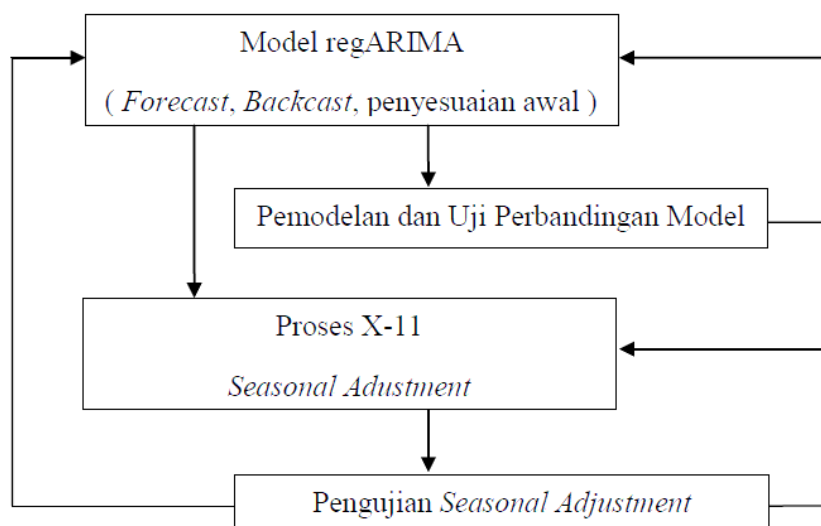 Model regARIMA
( Forecast, Backcast, penyesuaian awal )
Pemodelan dan Uji Perbandingan Model
Proses X-11
Seasonal Adustment
Pengujian Seasonal Adjustment